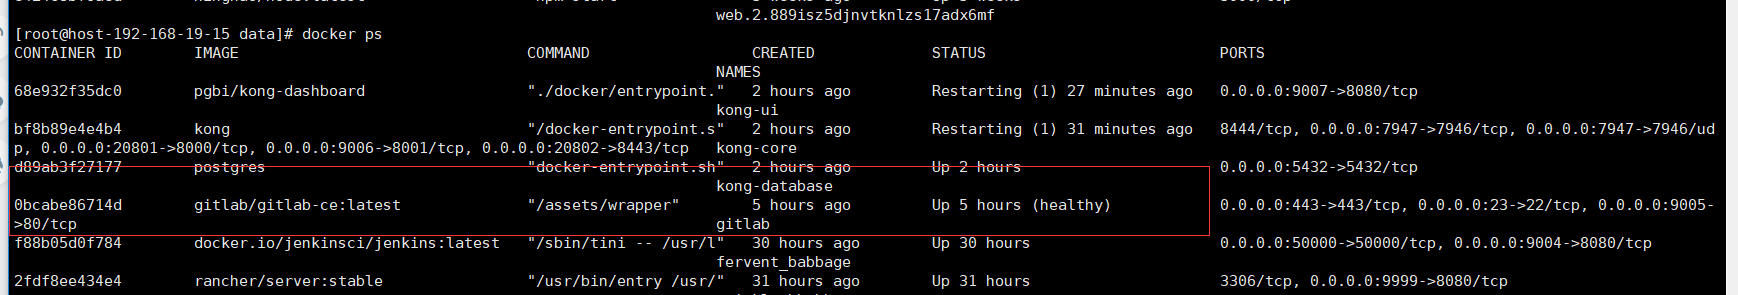 web.2.889isz5djnvtknlzs17adx6mf
[root@host-192-168-19-15 data]# docker ps
CONTAINER ID IMAGE COMMAND CREATED STATUS PORTS
NAMES
68e932f35dc0 pgbi/kong-dashboard "./docker/entrypoint." 2 hours ago Restarting (1) 27 minutes ago 0.0.0.0:9007->8080/tcp
kong-ui
bf8b89e4e4b4 kong "/docker-entrypoint.s" 2 hours ago Restarting (1) 31 minutes ago 8444/tcp, 0.0.0.0:7947->7946/tcp, 0.0.0.0:7947->7946/ud
p, 0.0.0.0:20801->8000/tcp, 0.0.0.0:9006->8001/tcp, 0.0.0.0:20802->8443/tcp kong-core
d89ab3f27177 postgres "docker-entrypoint.sh" 2 hours ago Up 2 hours 0.0.0.0:5432->5432/tcp
kong-database
0bcabe86714d gitlab/gitlab-ce:latest "/assets/wrapper" 5 hours ago Up 5 hours (healthy) 0.0.0.0:443->443/tcp, 0.0.0.0:23->22/tcp, 0.0.0.0:9005-
>80/tcp gitlab
f88b05d0f784 docker.io/jenkinsci/jenkins:latest "/sbin/tini -- /usr/l" 30 hours ago Up 30 hours 0.0.0.0:50000->50000/tcp, 0.0.0.0:9004->8080/tcp
fervent_babbage
2fdf8ee434e4 rancher/server:stable "/usr/bin/entry /usr/" 31 hours ago Up 31 hours 3306/tcp, 0.0.0.0:9999->8080/tcp